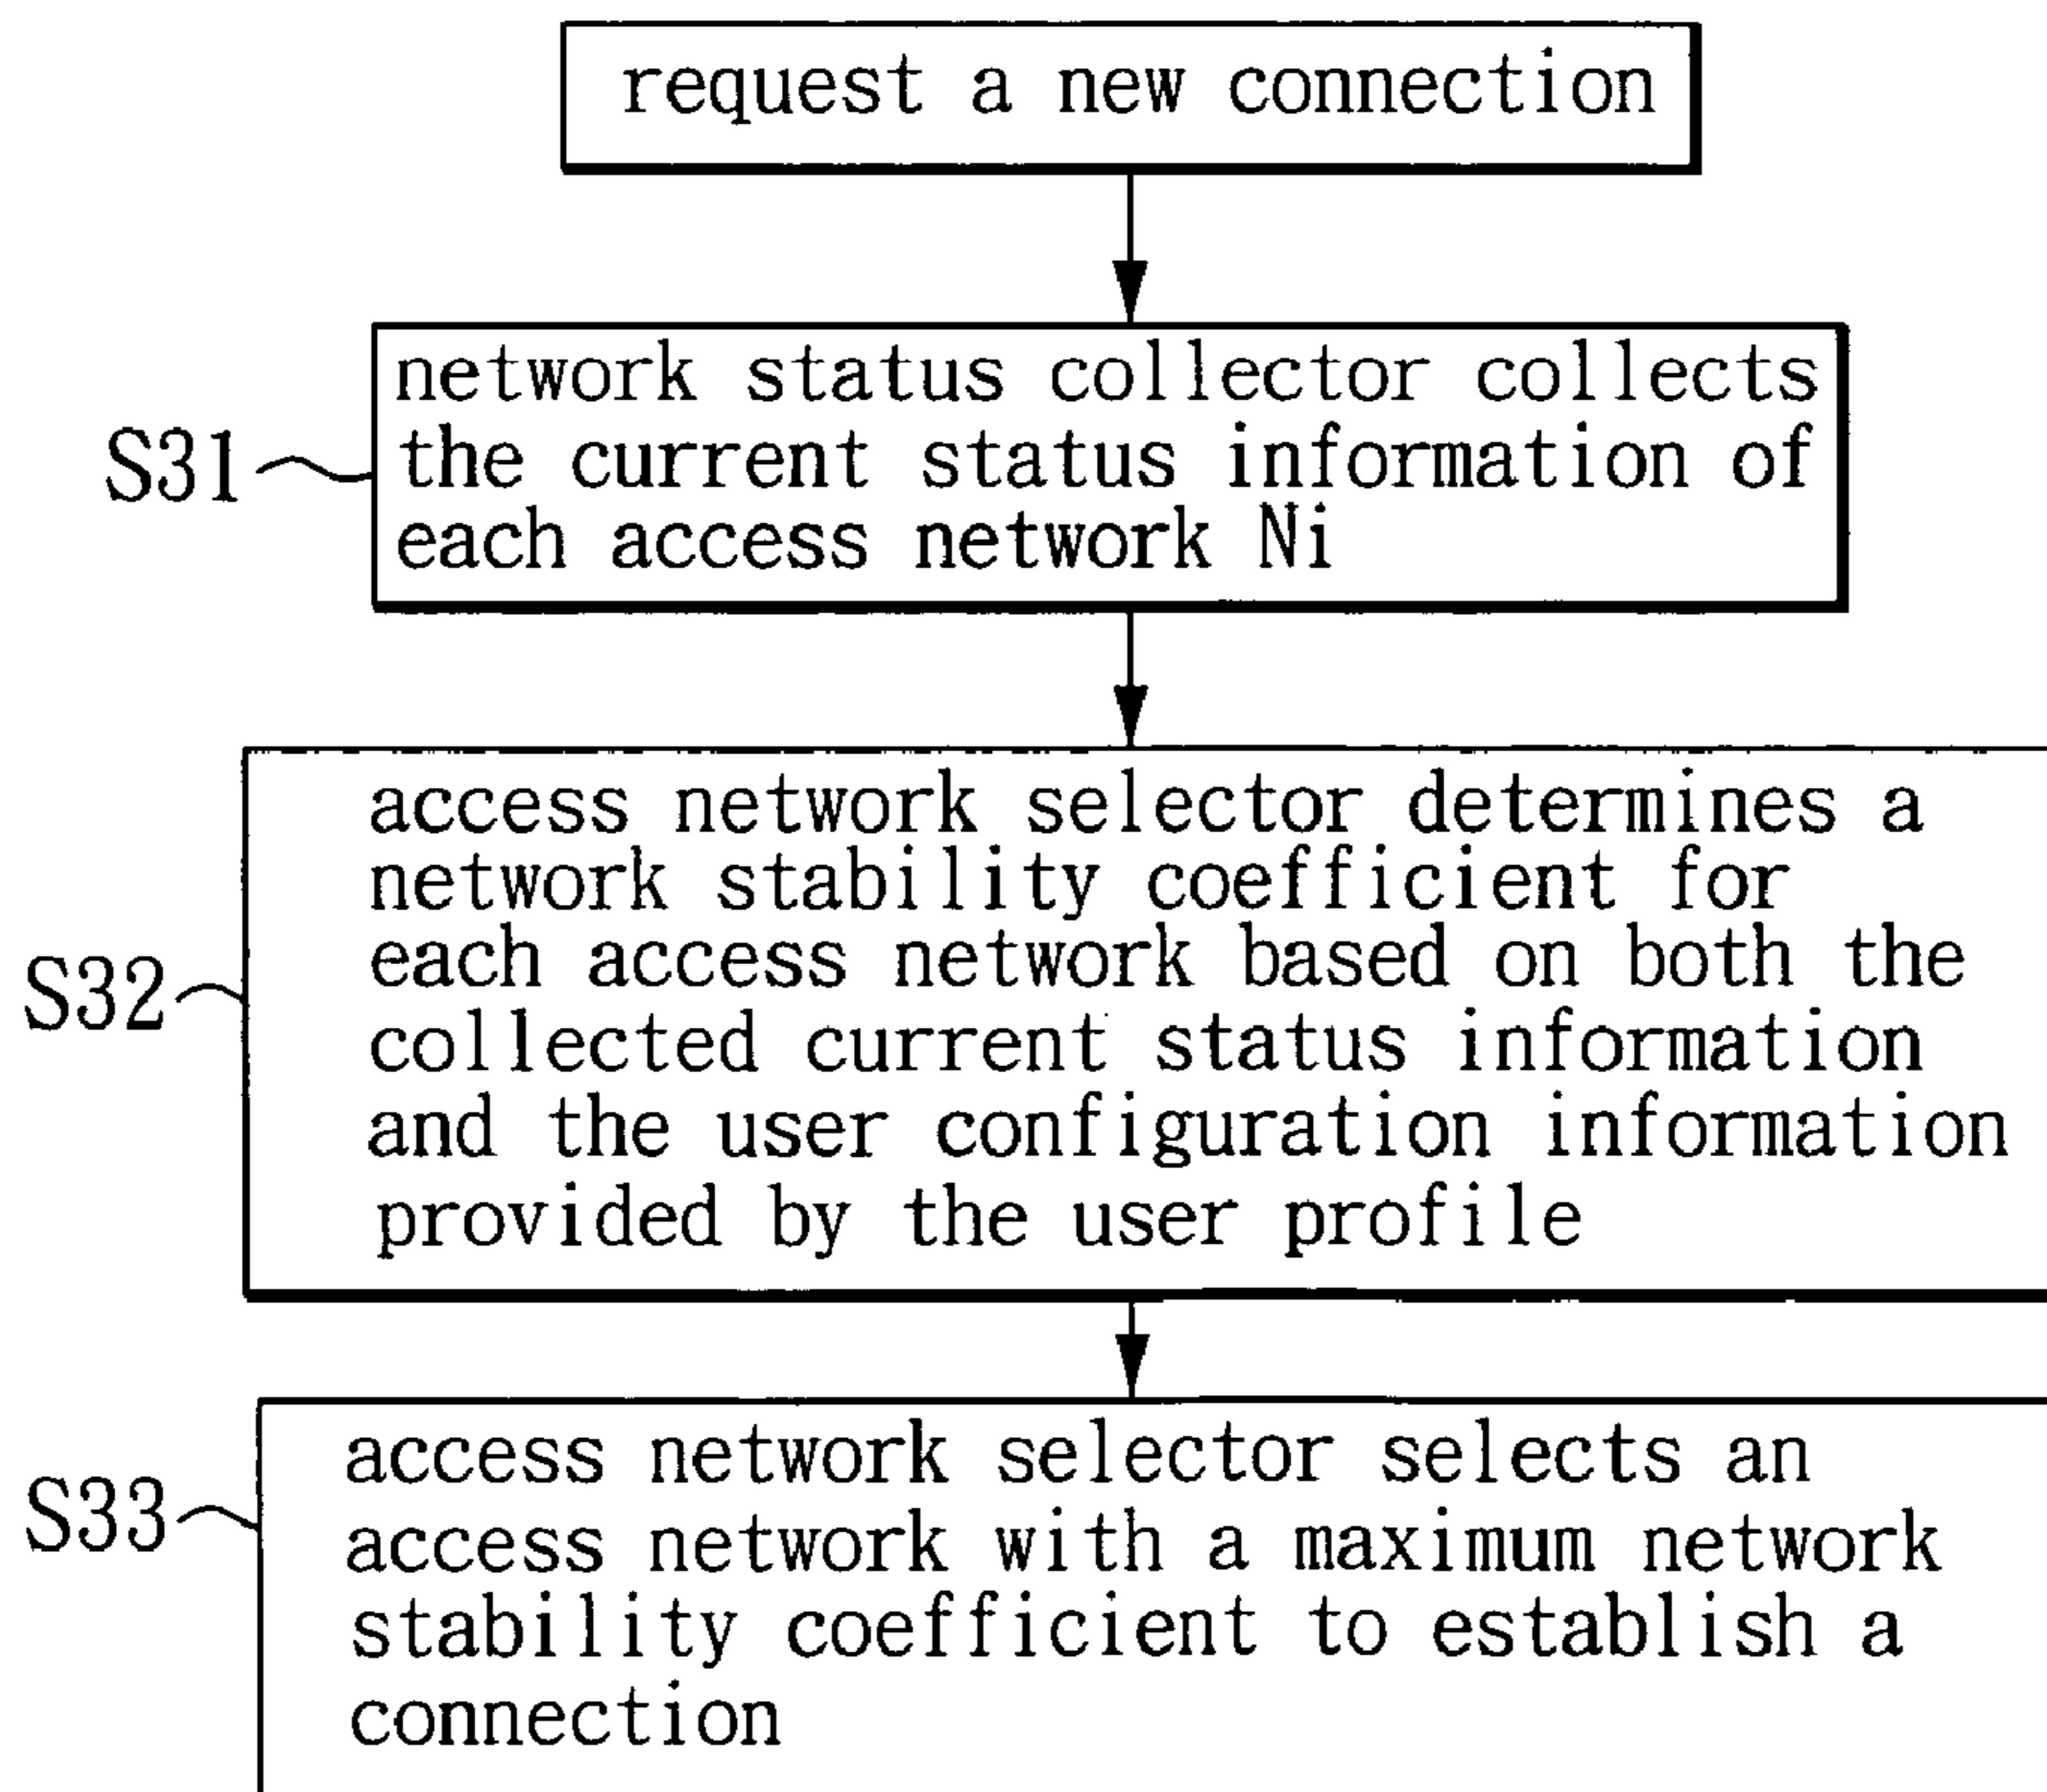 request a new connection
S31
network status collector collects
the current status information of
each access network Ni
S32
access network selector determines a
network stability coefficient for
each access network based on both the
collected current status information
and the user configuration information
provided by the user profile
S33
access network selector selects an
access network with a maximum network
stability coefficient to establish a
connection